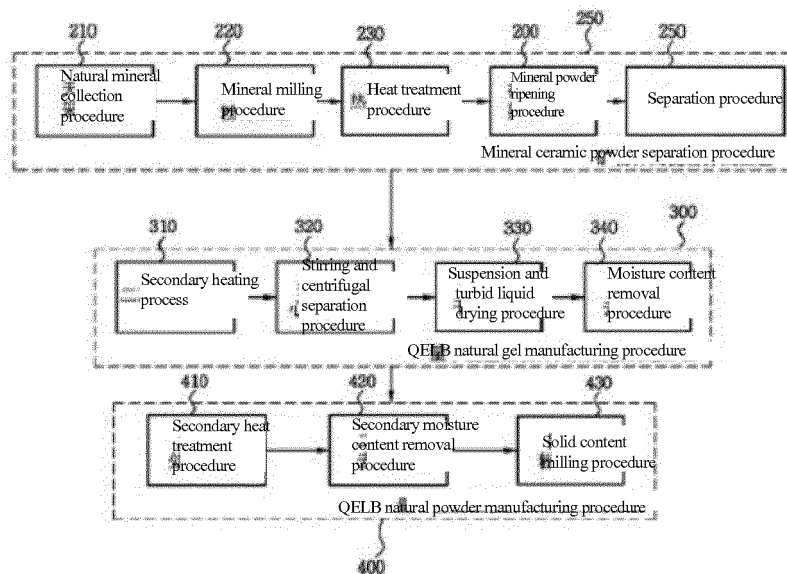 210
220
230
200
250
250
Natural mineral
collection
procedure
Mineral milling
procedure
Heat treatment
procedure
Mineral powder
ripening
procedure
Separation procedure
Mineral ceramic powder separation procedure
310
320
330
340
300
Secondary heating
process
Stirring and
centrifugal
separation
procedure
Suspension and
turbid liquid
drying procedure
Moisture content
removal
procedure
QELB natural gel manufacturing procedure
410
420
430
Secondary heat
treatment
procedure
Secondary moisture
content removal
procedure
Solid content
milling procedure
QELB natural powder manufacturing procedure
400